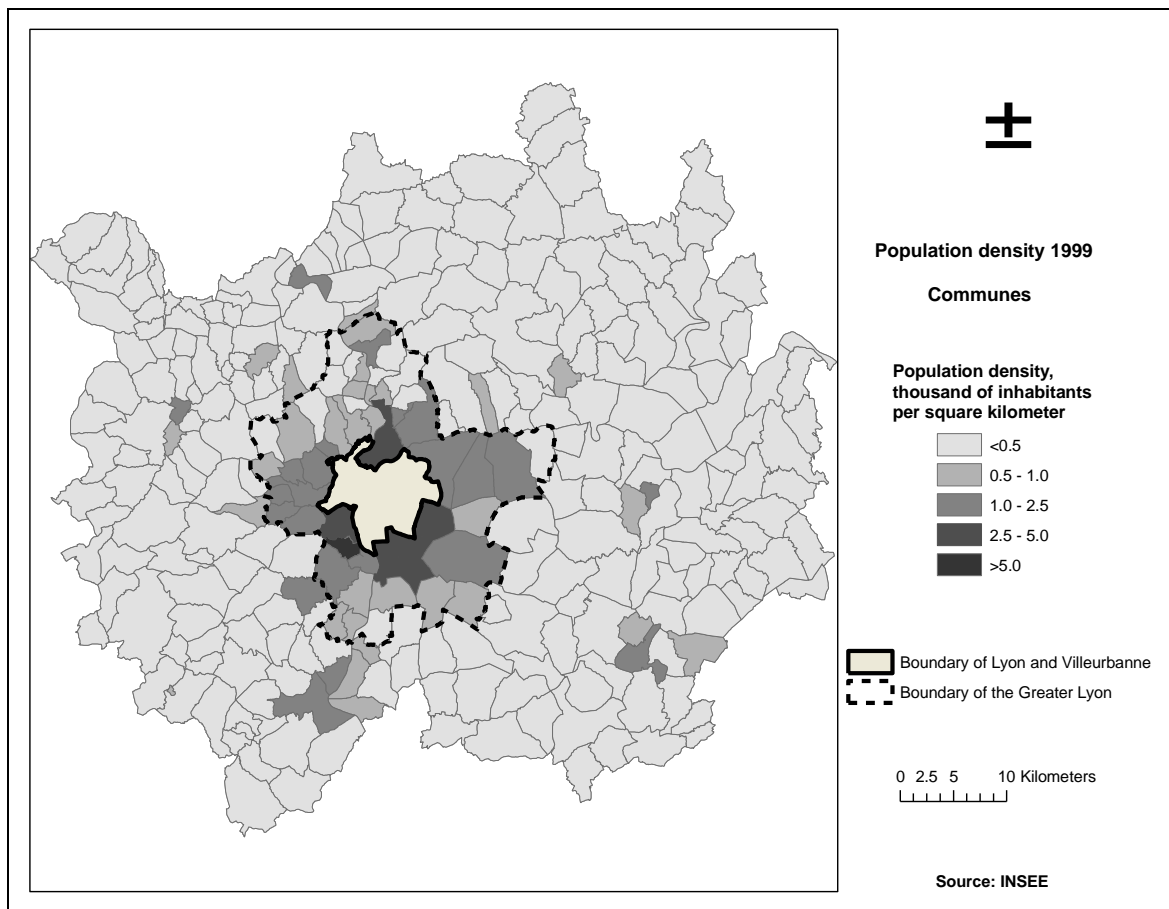 ±
Population density 1999
Communes
Population density,
thousand of inhabitants
per square kilometer
<0.5
0.5 - 1.0
1.0 - 2.5
2.5 - 5.0
>5.0
Boundary of Lyon and Villeurbanne
Boundary of the Greater Lyon
0 2.5 5 10 Kilometers
Source: INSEE